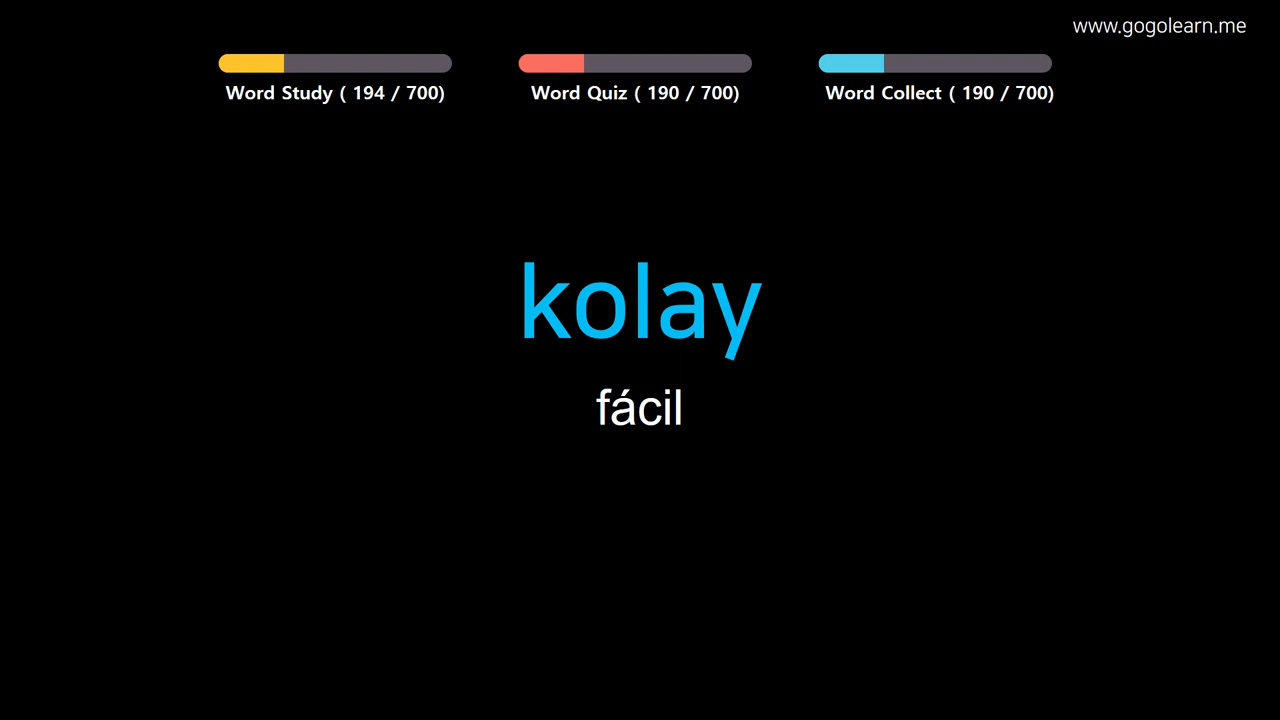 www.gogolearn.me
Word Study ( 194 / 700)
Word Quiz ( 190 / 700)
Word Collect ( 190 / 700)
kolay
fácil